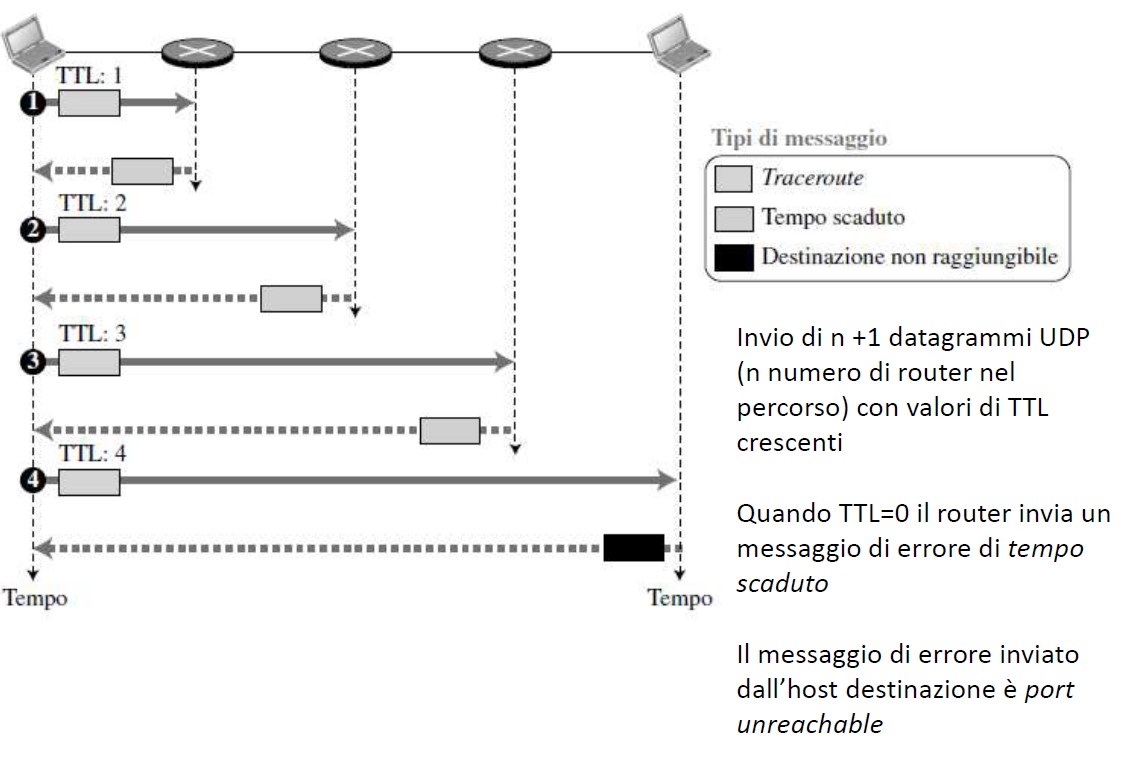 TTL: 1
1
TTL: 2
2
TTL: 3
3
TTL: 4
4
Tempo
Tempo
Tipi di messaggio
Traceroute
Tempo scaduto
Destinazione non raggiungibile
Invio di n +1 datagrammi UDP
(n numero di router nel
percorso) con valori di TTL
crescenti
Quando TTL=0 il router invia un
messaggio di errore di tempo
scaduto
Il messaggio di errore inviato
dall'host destinazione è port
unreachable